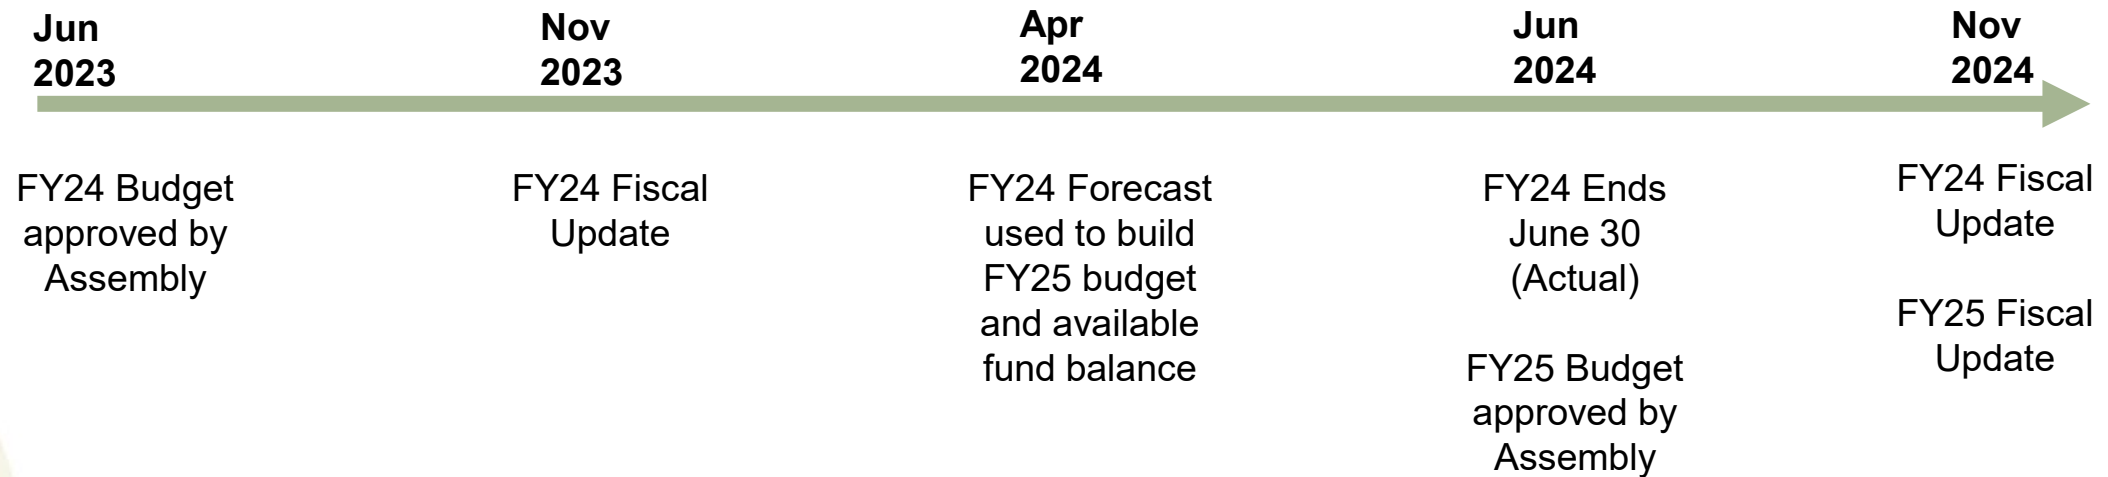 Jun
2023
Nov
2023
Apr
2024
Jun
2024
Nov
2024
FY24 Budget
approved by
Assembly
FY24 Fiscal
Update
FY24 Forecast
used to build
FY25 budget
and available
fund balance
FY24 Ends
June 30
(Actual)
FY25 Budget
approved by
Assembly
FY24 Fiscal
Update
FY25 Fiscal
Update